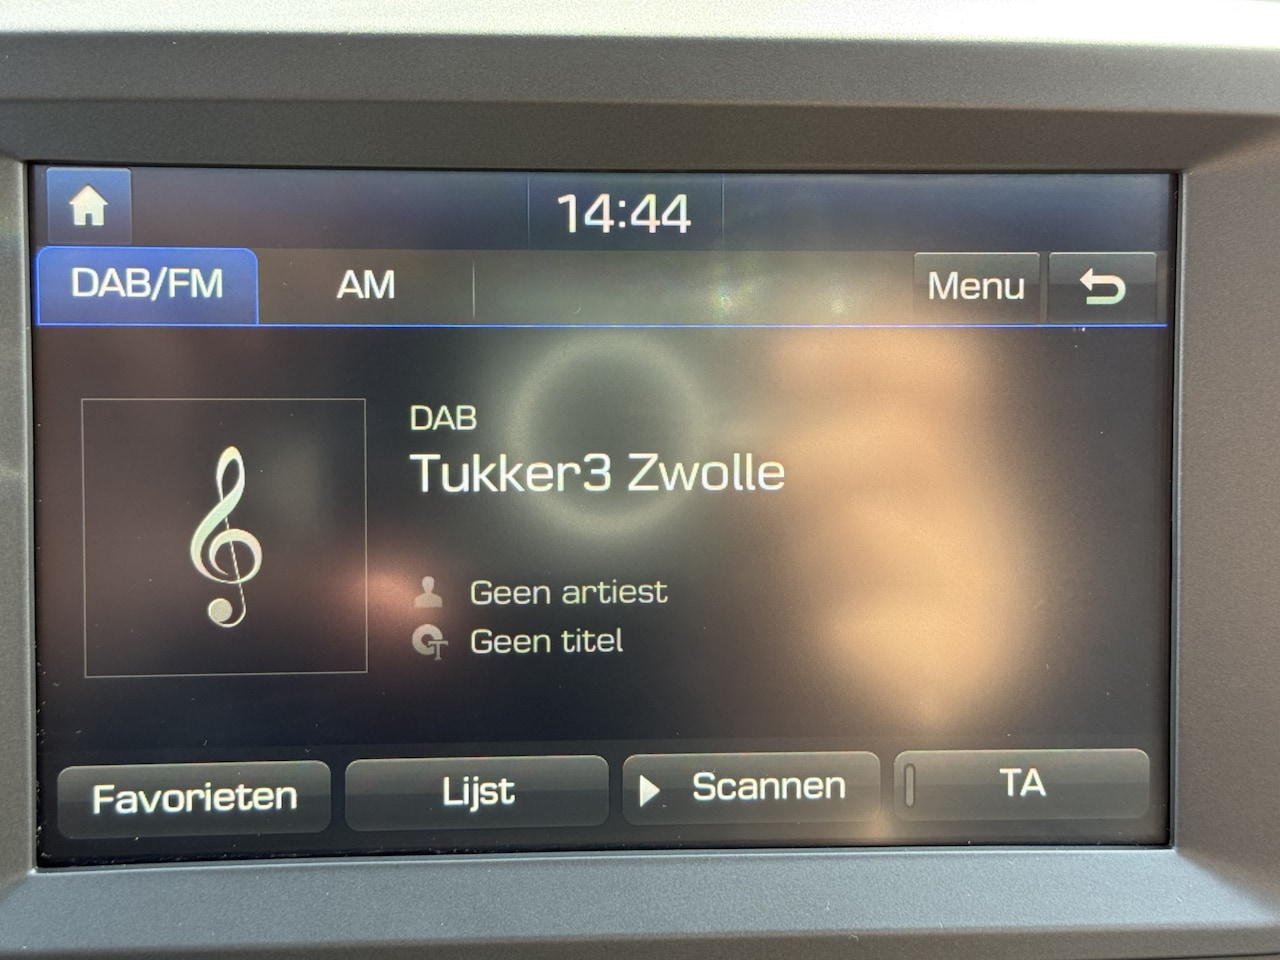 14:44
DAB/FM AM Menu
DAB
Tukker3 Zwolle
Geen artiest
Geen titel
Favorieten Lijst Scannen TA